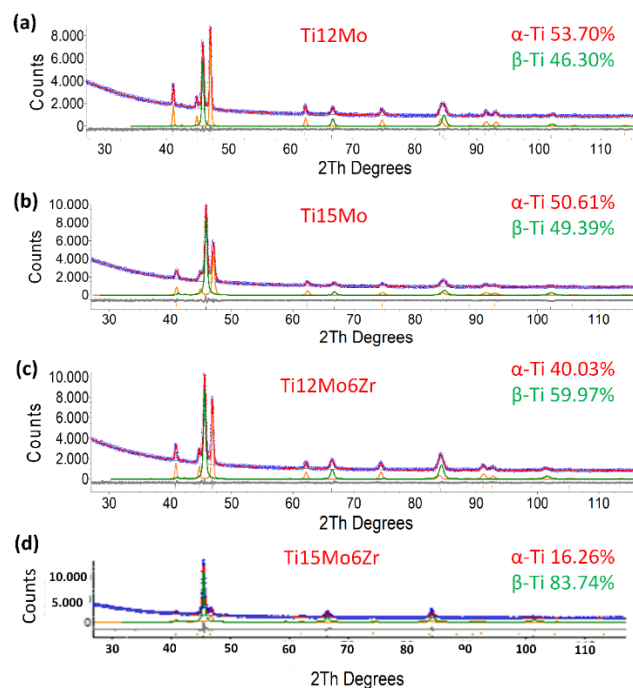 (a)
Ti12Mo
α-Ti 53.70%
β-Ti 46.30%
Counts
8.000
6.000
4.000
2.000
0
30 40 50 60 70 80 90 100 110
2Th Degrees
(b)
Ti15Mo
α-Ti 50.61%
β-Ti 49.39%
Counts
10.000
8.000
6.000
4.000
2.000
0
30 40 50 60 70 80 90 100 110
2Th Degrees
(c)
Ti12Mo6Zr
α-Ti 40.03%
β-Ti 59.97%
Counts
10.000
8.000
6.000
4.000
2.000
0
30 40 50 60 70 80 90 100 110
2Th Degrees
(d)
Ti15Mo6Zr
α-Ti 16.26%
β-Ti 83.74%
Counts
10.000
5.000
0
30 40 50 60 70 80 90 100 110
2Th Degrees